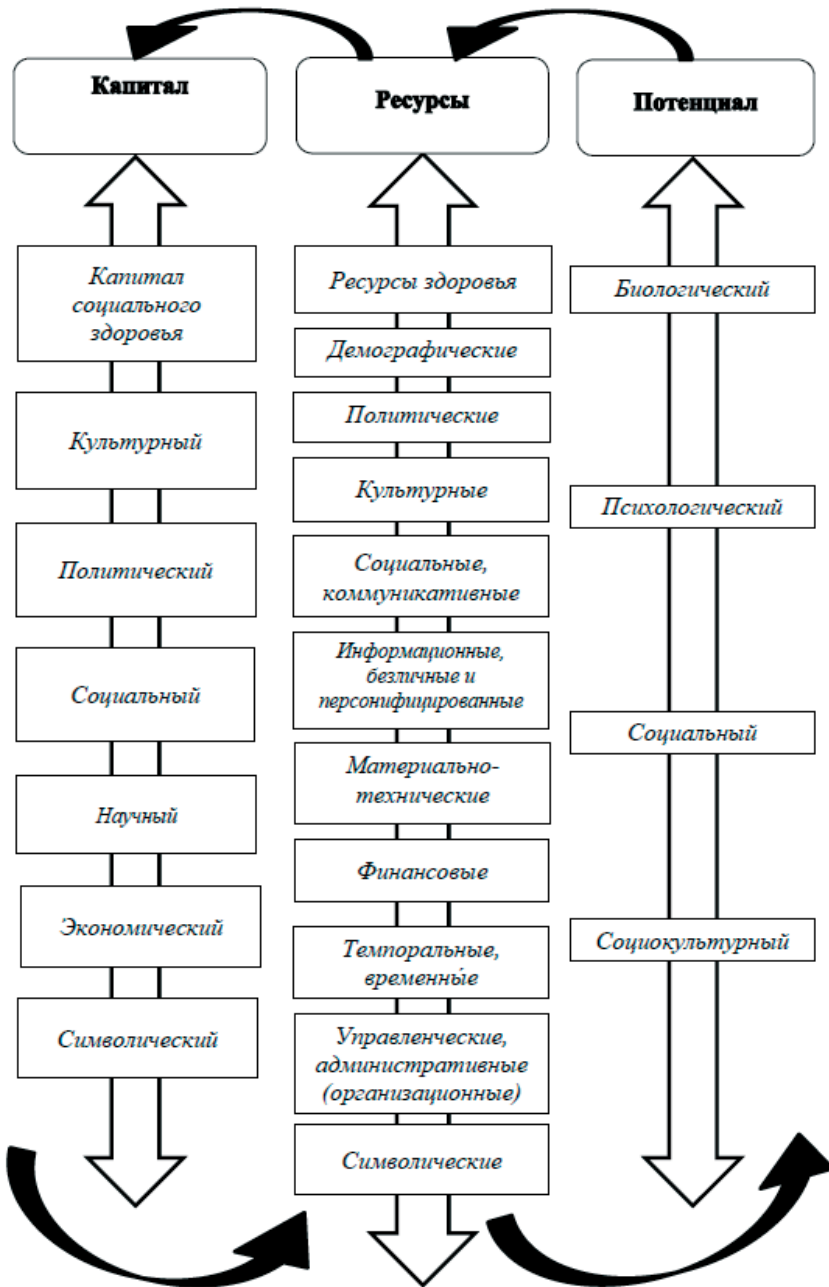 Капитал
Ресурсы
Потенциал
Капитал
социального
здоровья
Культурный
Политический
Социальный
Научный
Экономический
Символический
Ресурсы здоровья
Демографические
Политические
Культурные
Социальные,
коммуникативные
Информационные,
безличные и
персонифицированные
Материально-
технические
Финансовые
Темпоральные,
временны́е
Управленческие,
административные
(организационные)
Символические
Биологический
Психологический
Социальный
Социокультурный